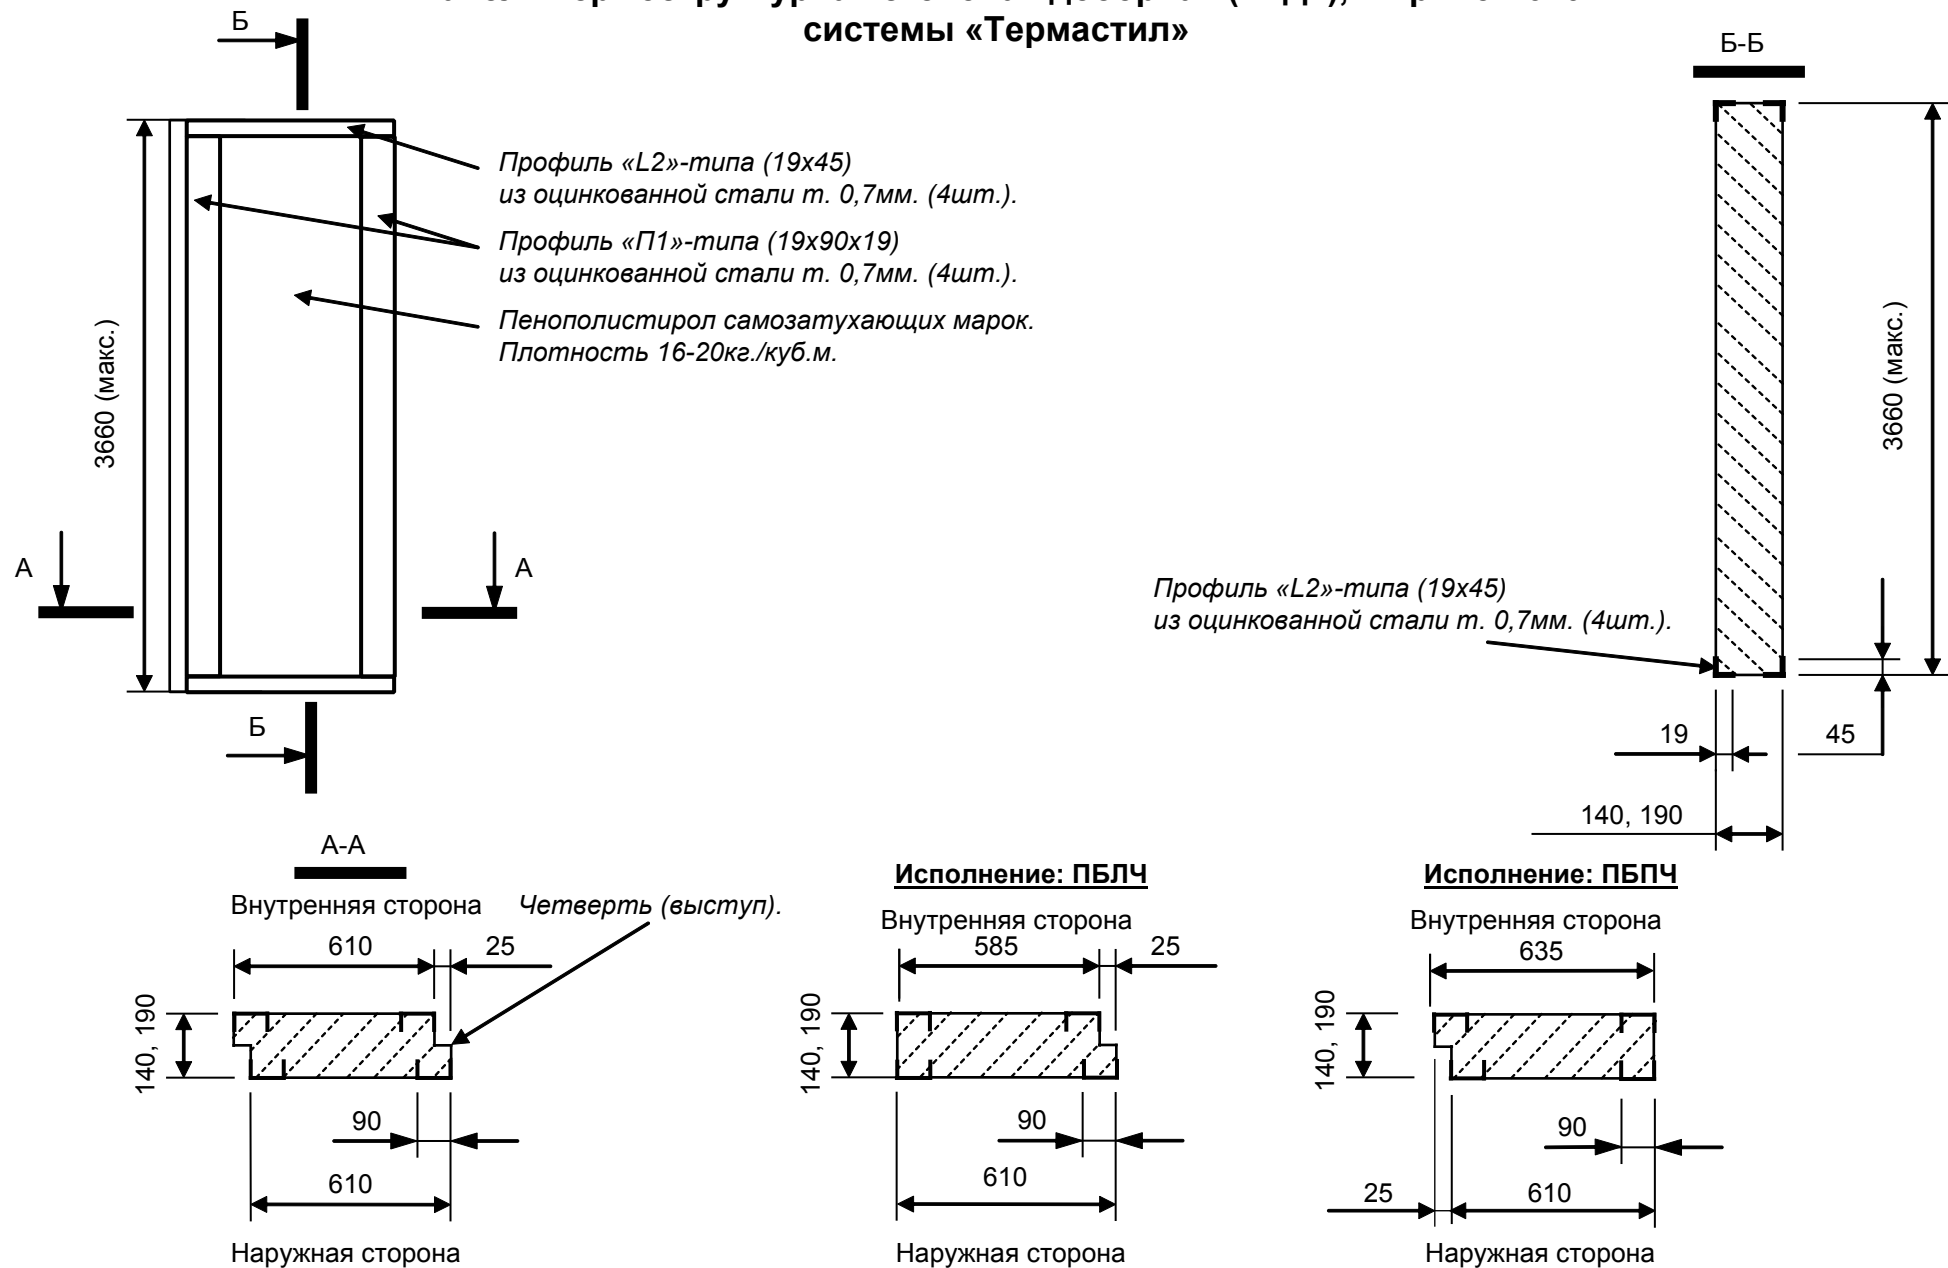 системы «Термастил»
Б
Б-Б
Профиль «L2»-типа (19х45)
из оцинкованной стали т. 0,7мм. (4шт.).
Профиль «П1»-типа (19х90х19)
из оцинкованной стали т. 0,7мм. (4шт.).
Пенополистирол самозатухающих марок.
Плотность 16-20кг./куб.м.
3660 (макс.)
3660 (макс.)
А
А
Профиль «L2»-типа (19х45)
из оцинкованной стали т. 0,7мм. (4шт.).
Б
19
45
140, 190
А-А
Внутренняя сторона
Четверть (выступ).
610
25
140, 190
90
610
Наружная сторона
Исполнение: ПБЛЧ
Внутренняя сторона
585
25
140, 190
90
610
Наружная сторона
Исполнение: ПБПЧ
Внутренняя сторона
635
140, 190
90
25
610
Наружная сторона